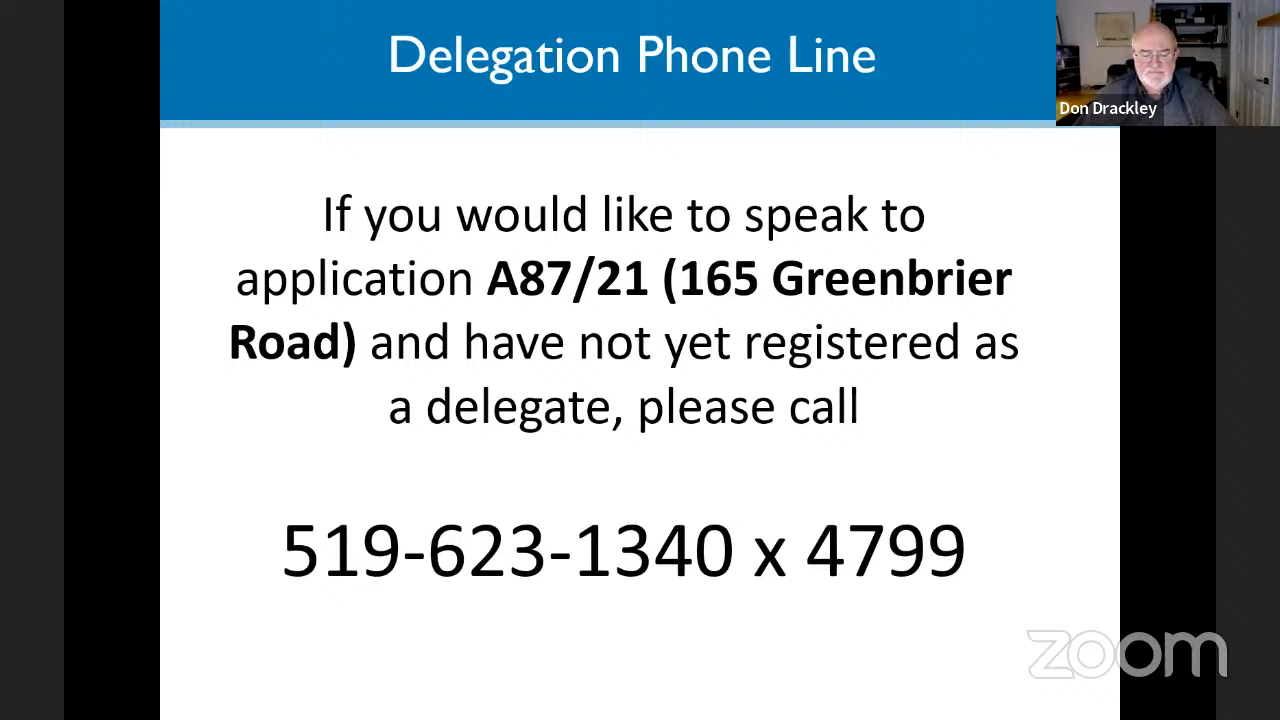 Delegation Phone Line
Don Drackley
If you would like to speak to
application A87/21 (165 Greenbrier
Road) and have not yet registered as
a delegate, please call
519-623-1340 x 4799
zoom